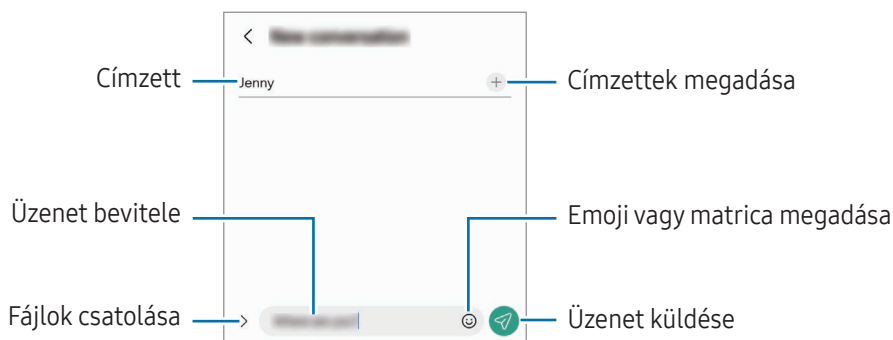 Címzett
Jenny
Címzettek megadása
Üzenet bevitele
Emoji vagy matrica megadása
Fájlok csatolása
Üzenet küldése